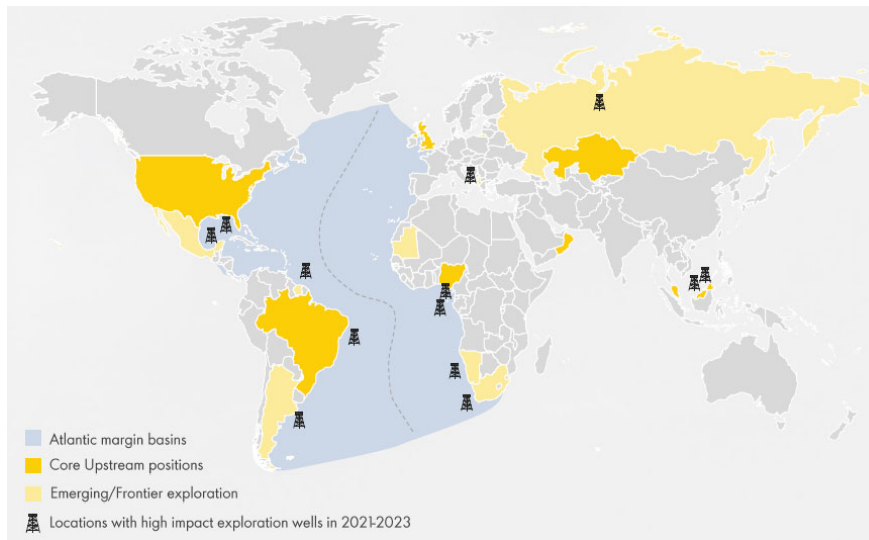 Atlantic margin basins
Core Upstream positions
Emerging/Frontier exploration
Locations with high impact exploration wells in 2021-2023